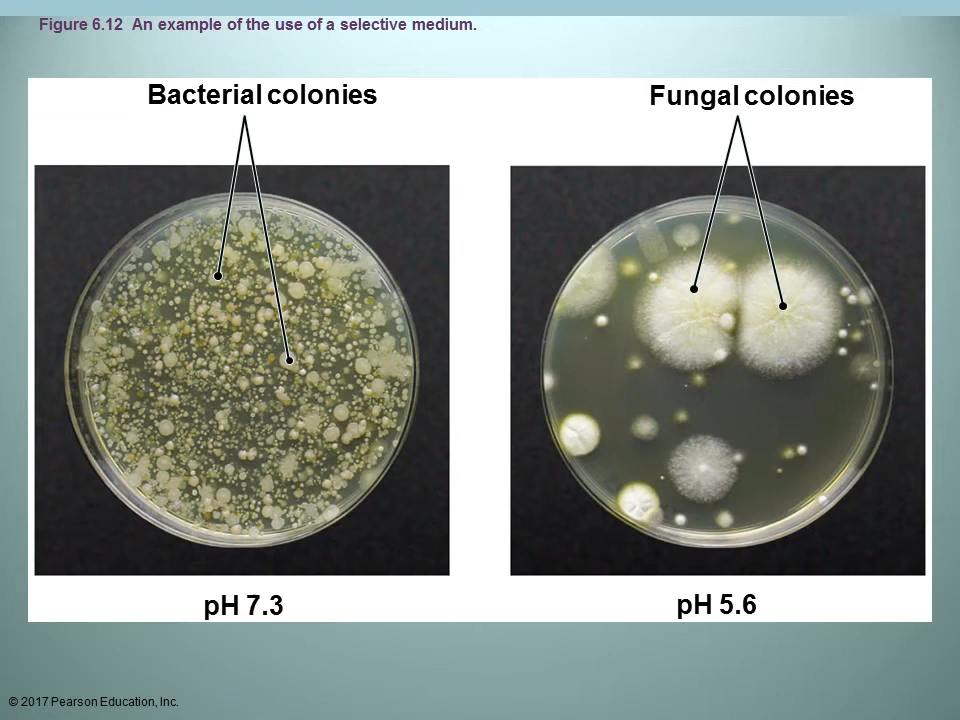 Figure 6.12 An example of the use of a selective medium.
Bacterial colonies
Fungal colonies
pH 7.3
pH 5.6
© 2017 Pearson Education, Inc.